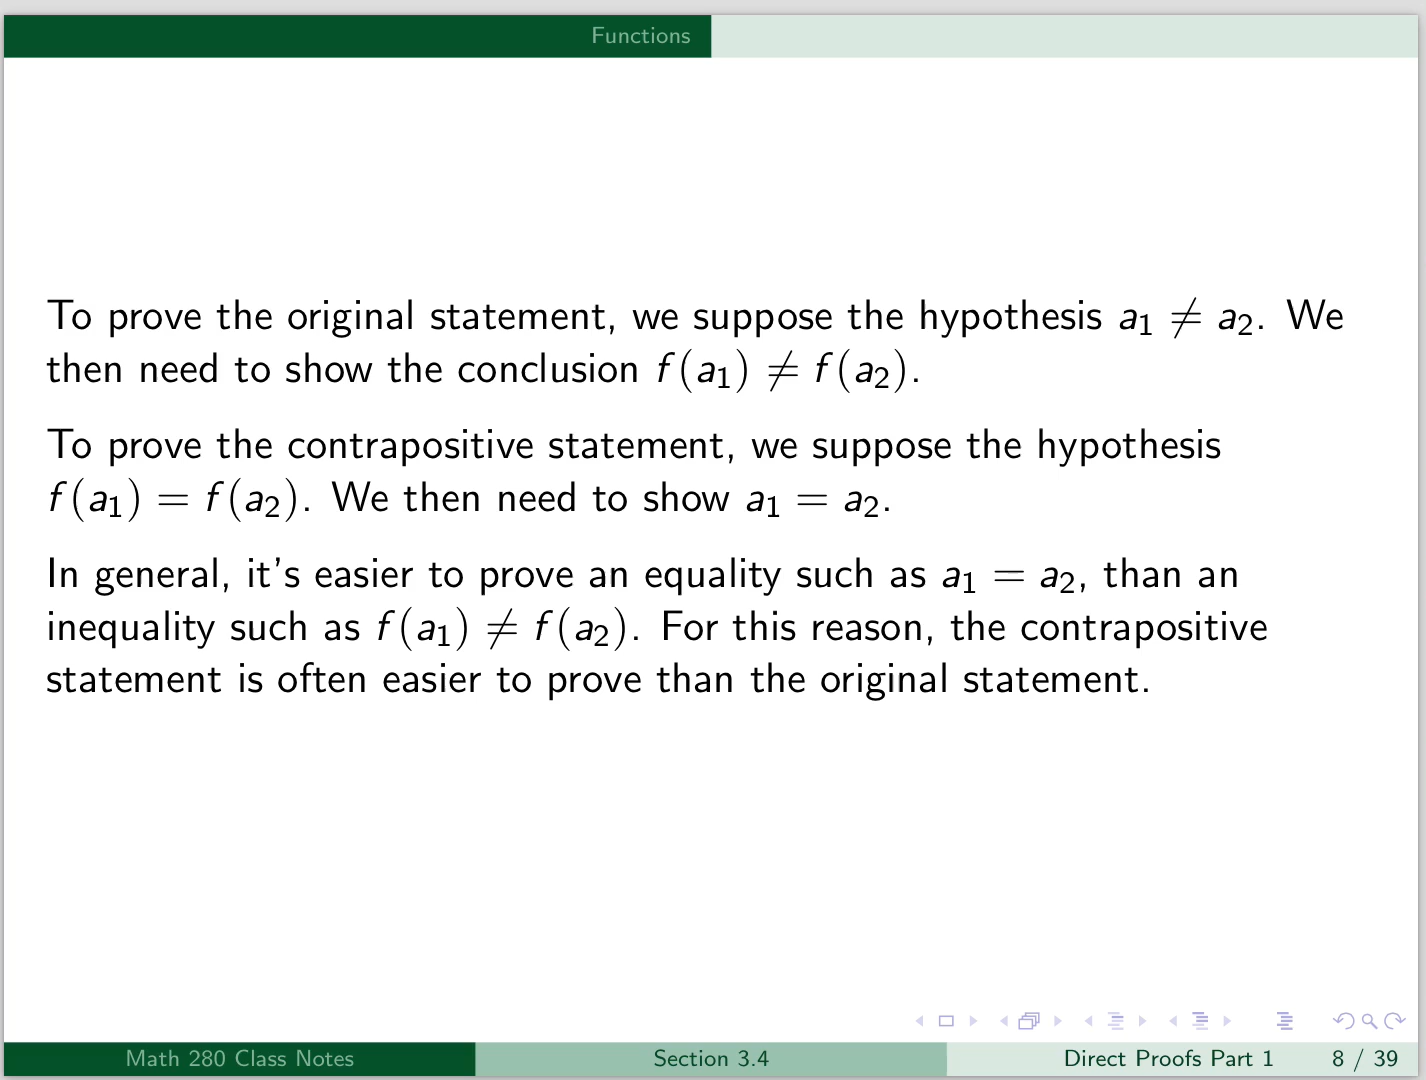 Functions
To prove the original statement, we suppose the hypothesis a₁ ≠ a₂. We
then need to show the conclusion f(a₁) ≠ f(a₂).
To prove the contrapositive statement, we suppose the hypothesis
f(a₁) = f(a₂). We then need to show a₁ = a₂.
In general, it's easier to prove an equality such as a₁ = a₂, than an
inequality such as f(a₁) ≠ f(a₂). For this reason, the contrapositive
statement is often easier to prove than the original statement.
Math 280 Class Notes Section 3.4 Direct Proofs Part 1 8 / 39